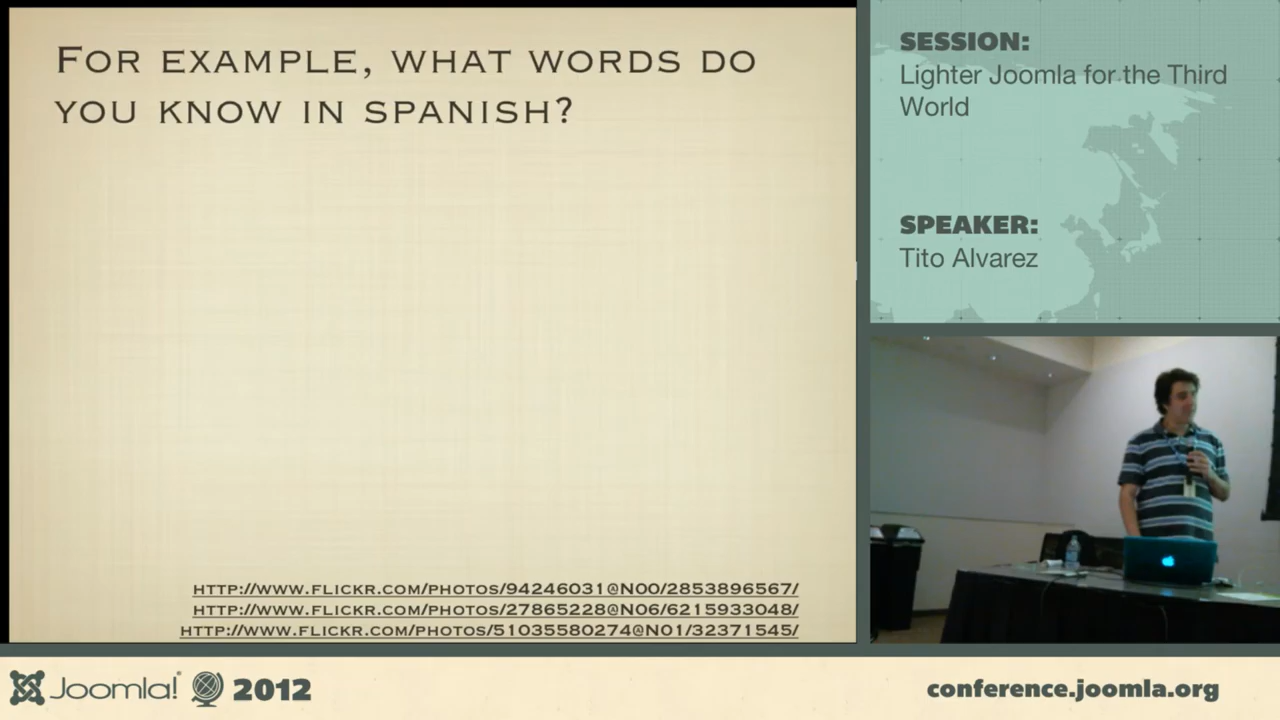 For example, what words do
you know in spanish?
http://www.flickr.com/photos/94246031@N00/2853896567/
http://www.flickr.com/photos/27865228@N06/6215933048/
http://www.flickr.com/photos/51035580274@N01/32371545/
SESSION:
Lighter Joomla for the Third
World
SPEAKER:
Tito Alvarez
Joomla! 2012
conference.joomla.org